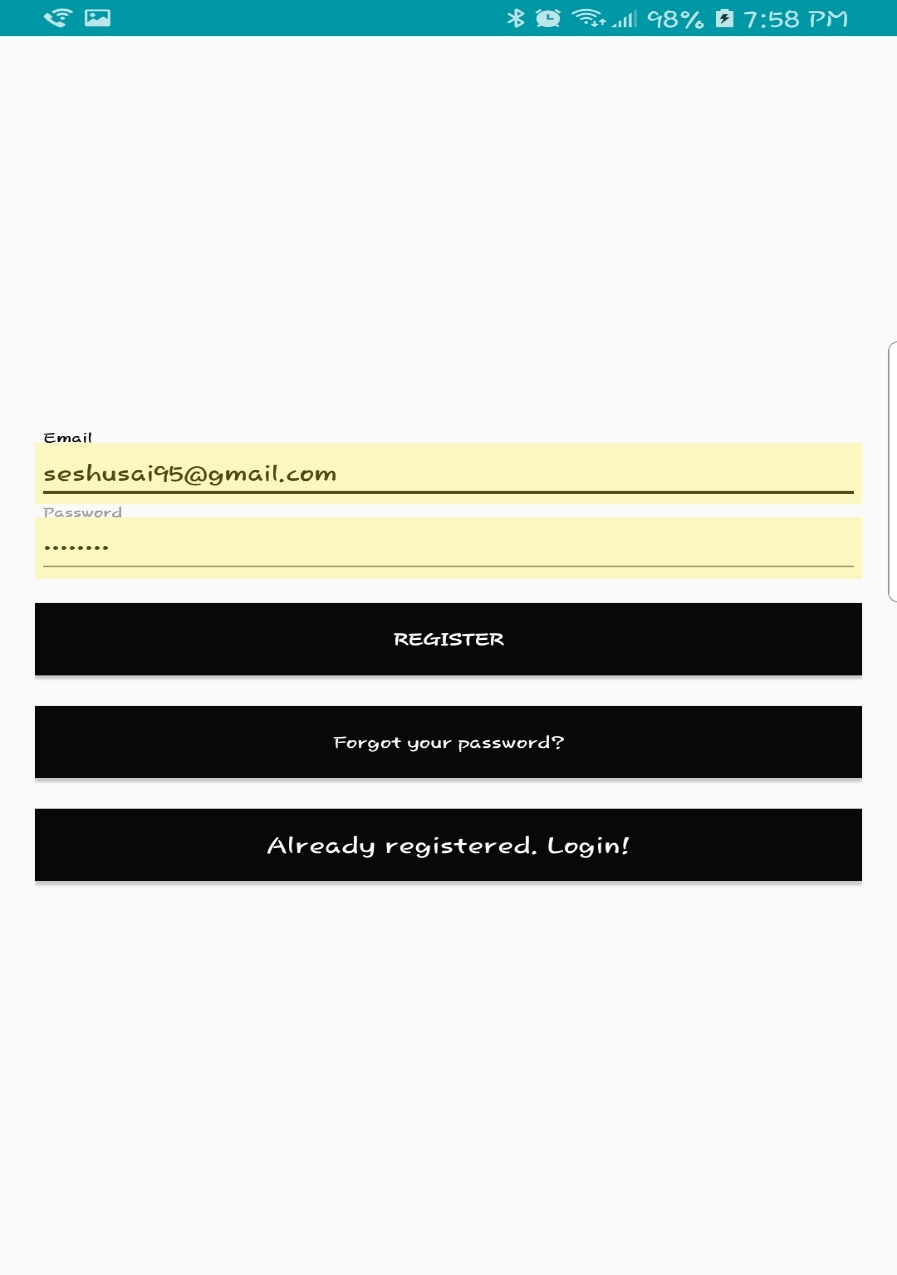 98% 7:58 PM
Email
seshusai95@gmail.com
Password
••••••••
REGISTER
Forgot your password?
Already registered. Login!